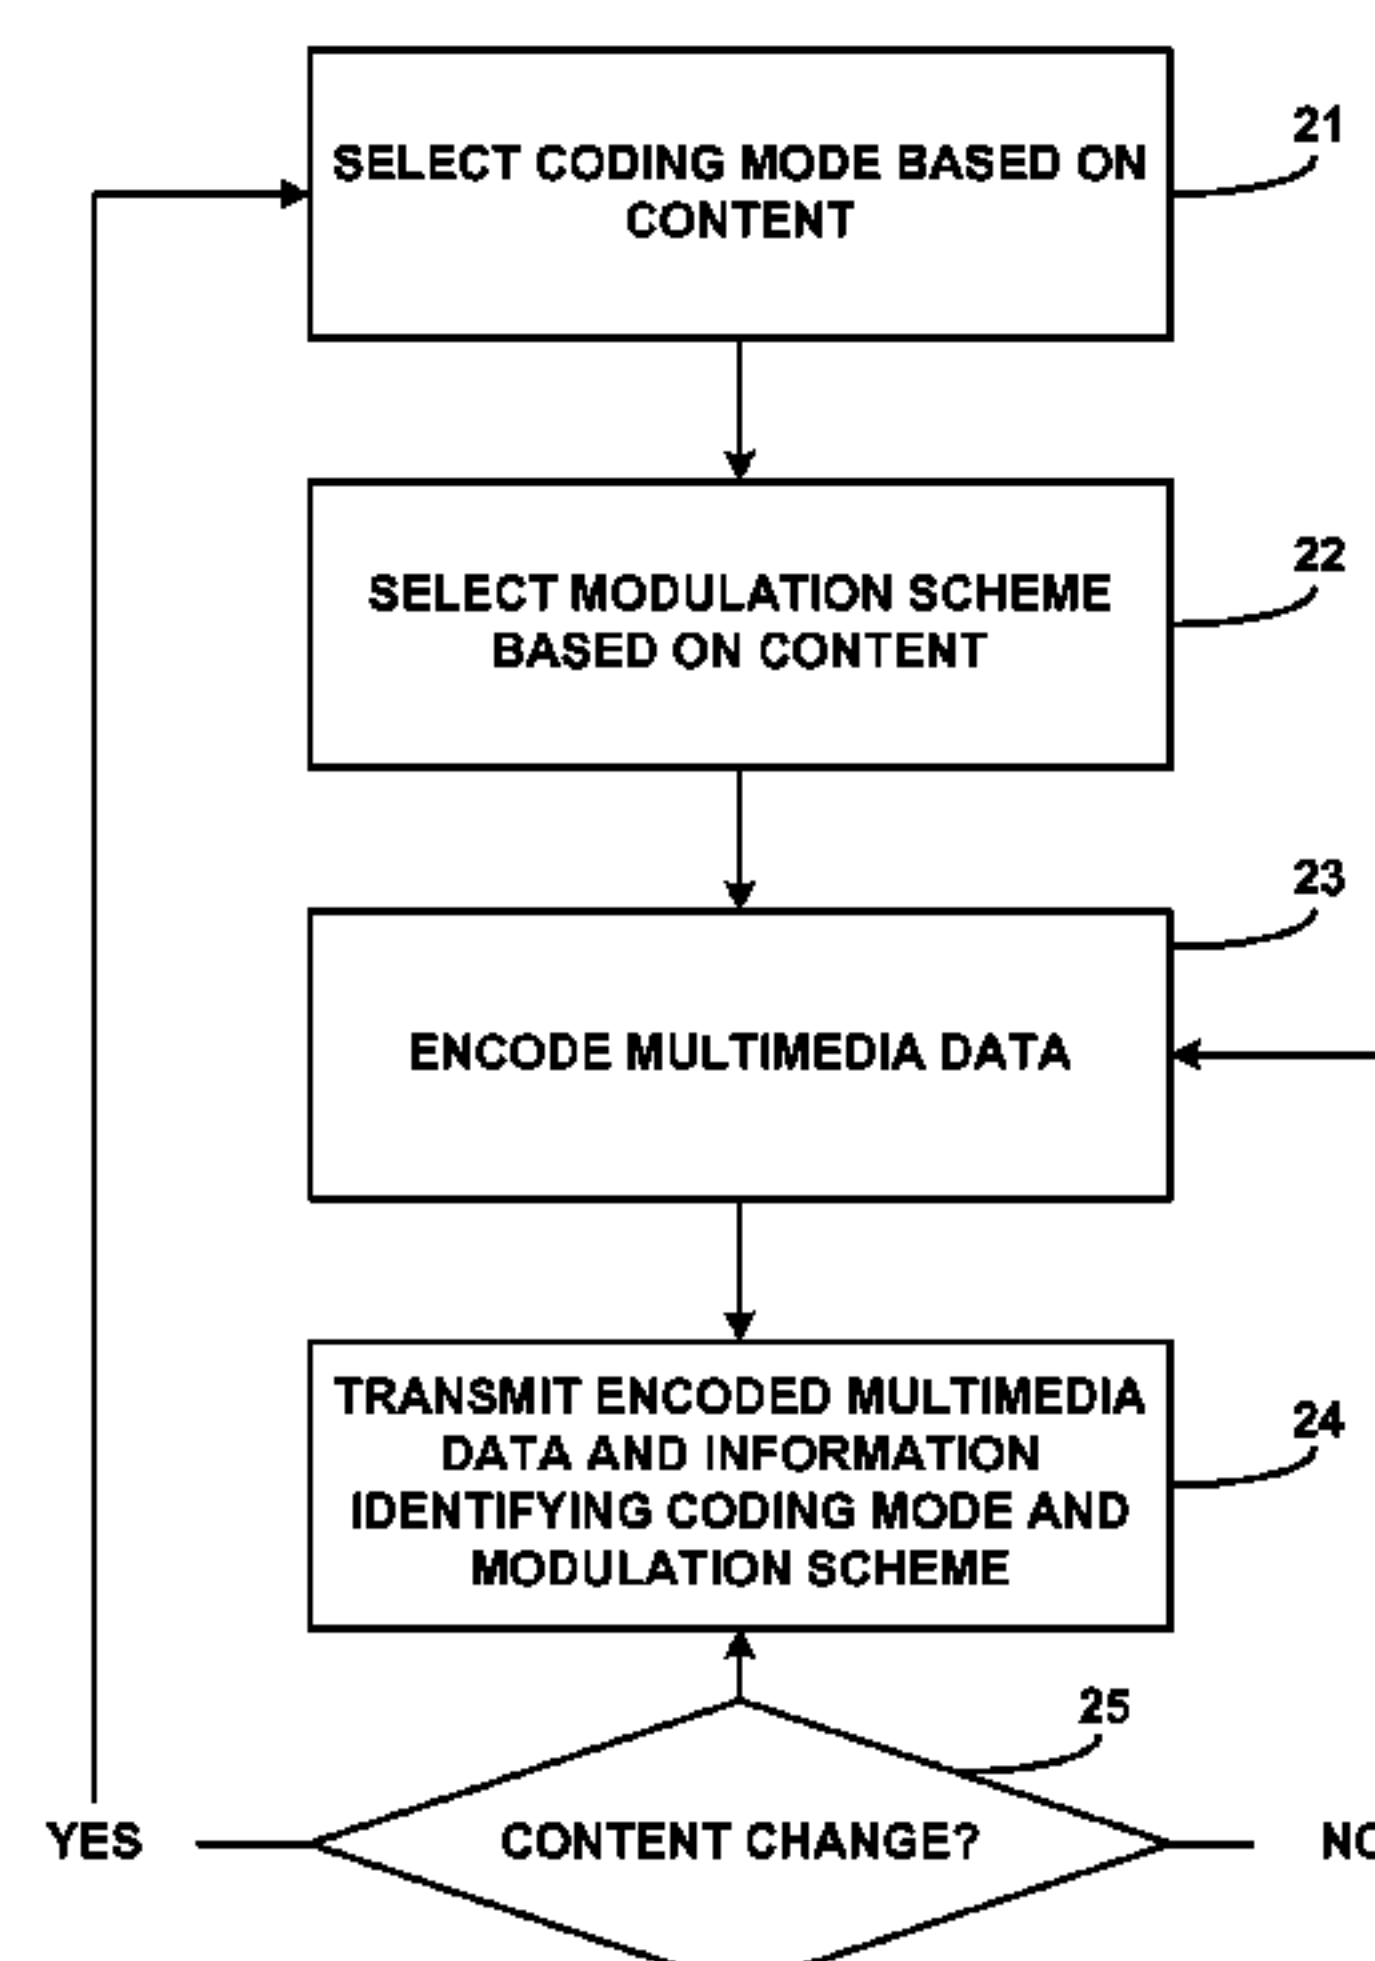 21
SELECT CODING MODE BASED ON
CONTENT
22
SELECT MODULATION SCHEME
BASED ON CONTENT
23
ENCODE MULTIMEDIA DATA
24
TRANSMIT ENCODED MULTIMEDIA
DATA AND INFORMATION
IDENTIFYING CODING MODE AND
MODULATION SCHEME
25
YES
CONTENT CHANGE?
NO